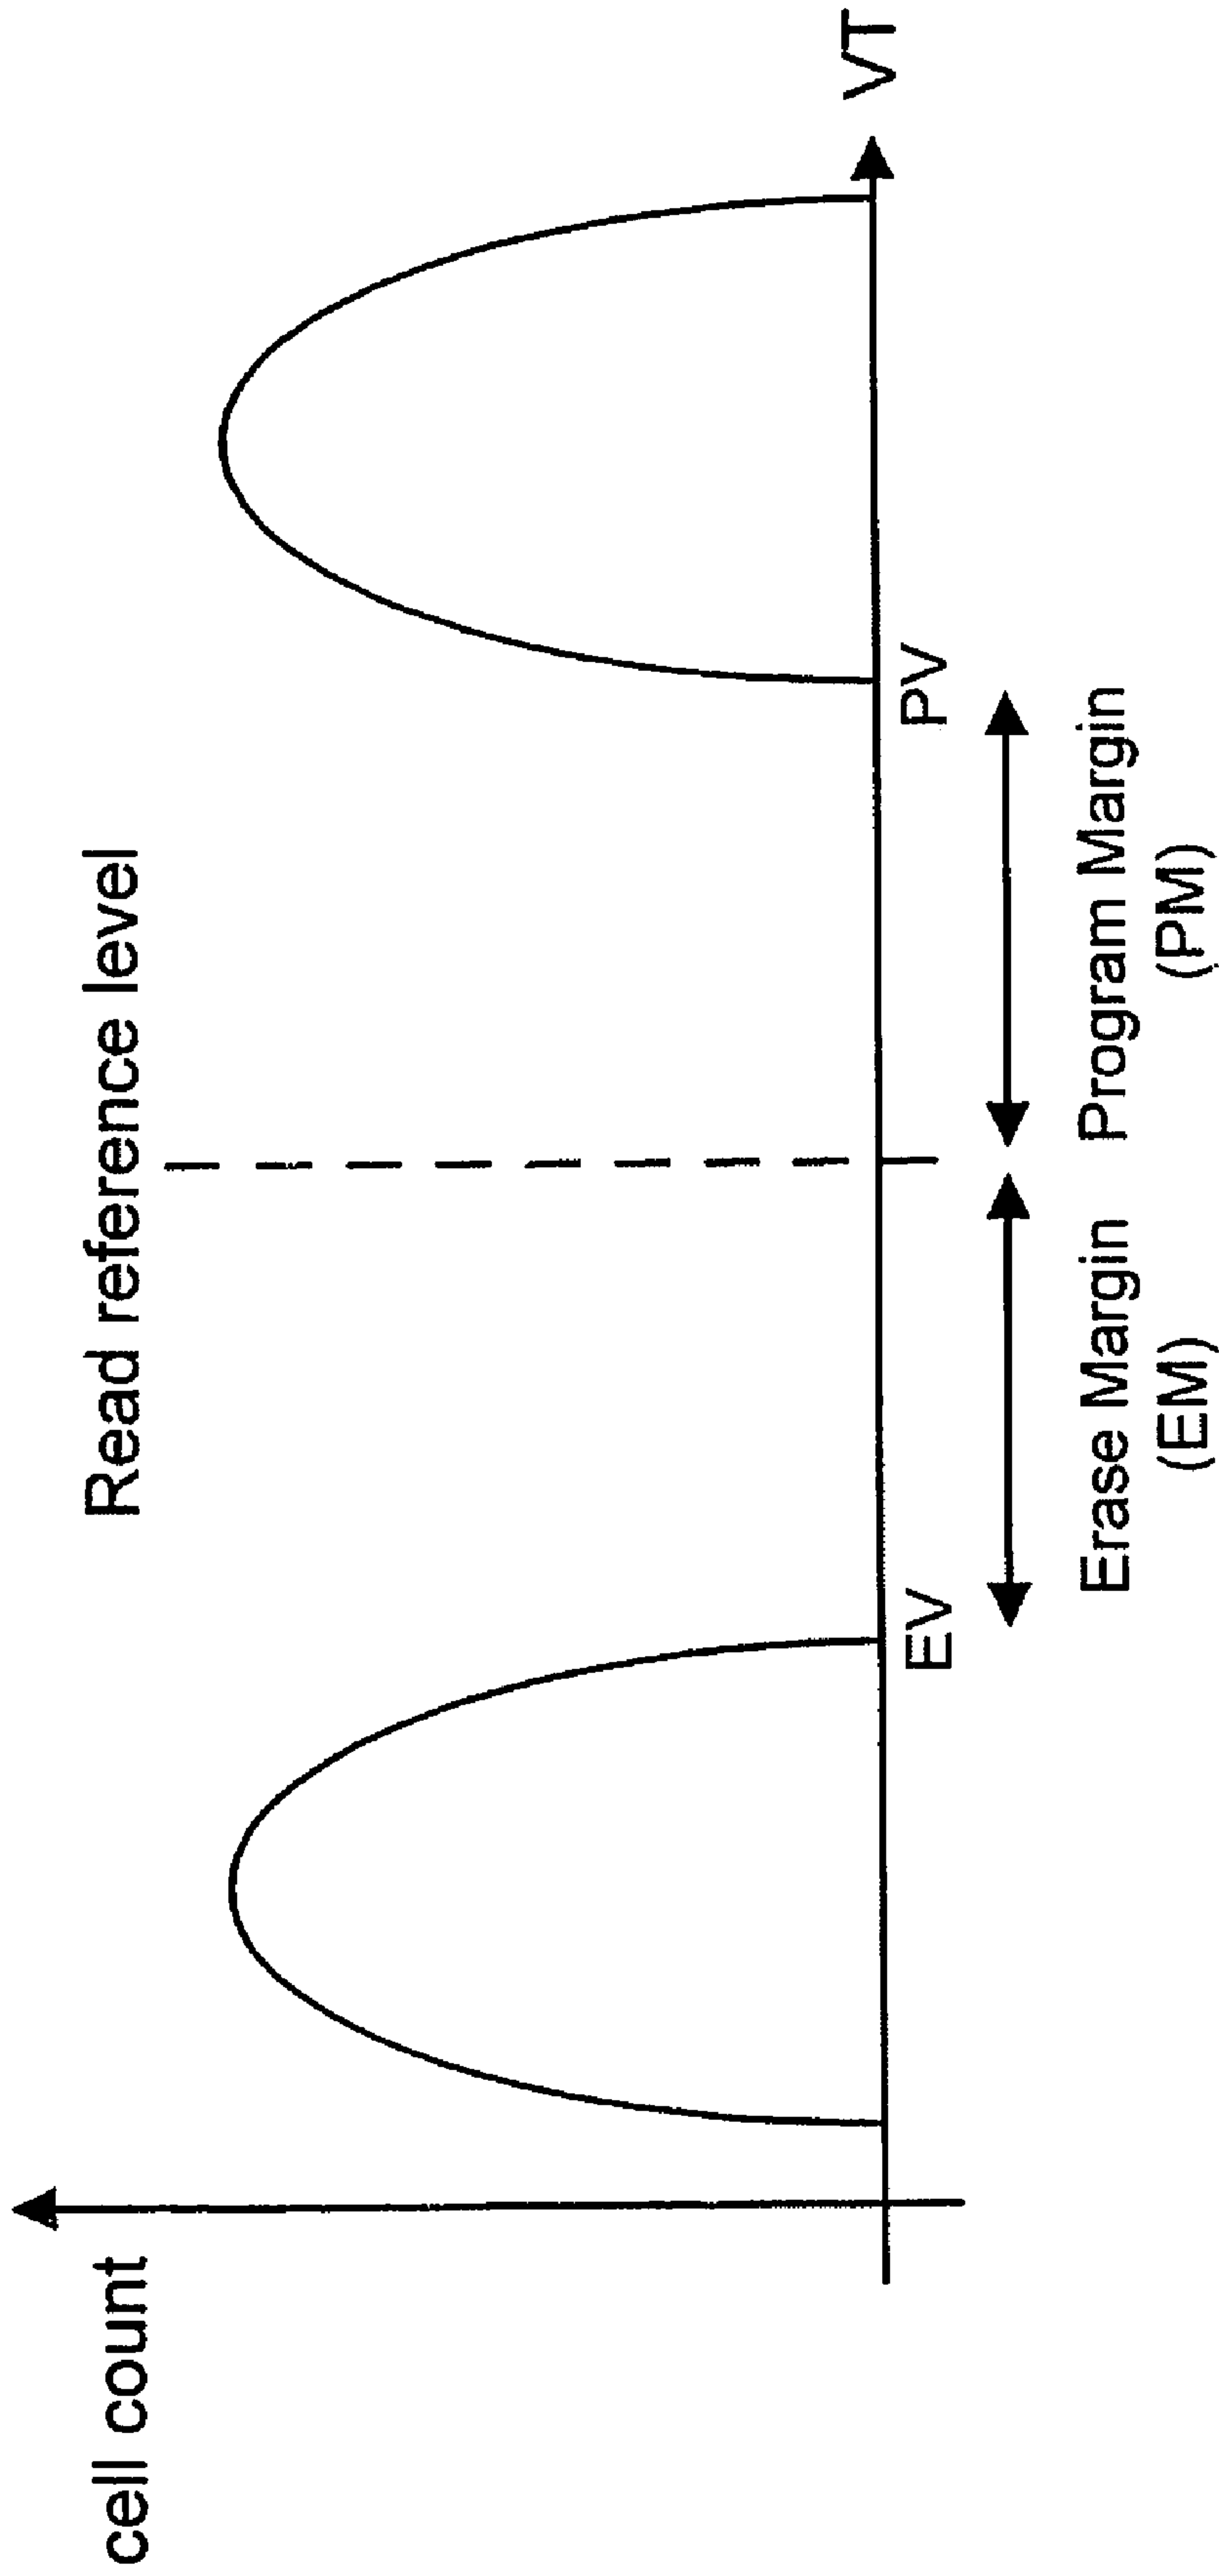 cell count
Read reference level
VT
EV
PV
Erase Margin
(EM)
Program Margin
(PM)